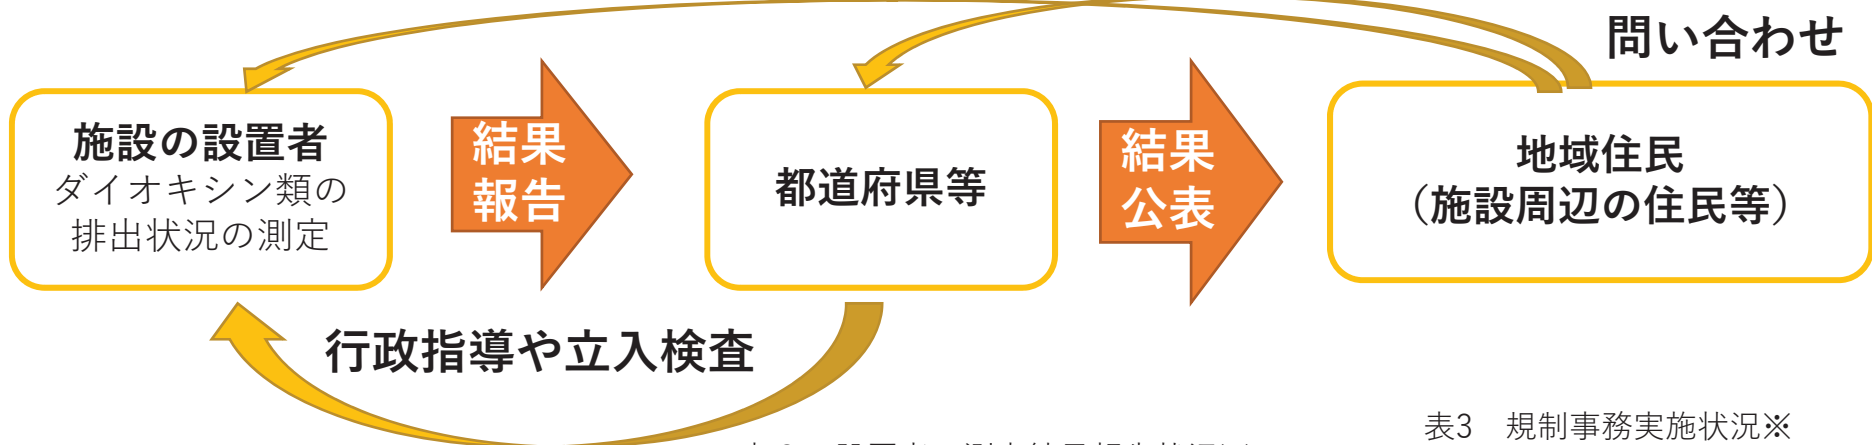 問い合わせ
施設の設置者
ダイオキシン類の
排出状況の測定
結果
報告
都道府県等
結果
公表
地域住民
（施設周辺の住民等）
行政指導や立入検査
表3　規制事務実施状況※